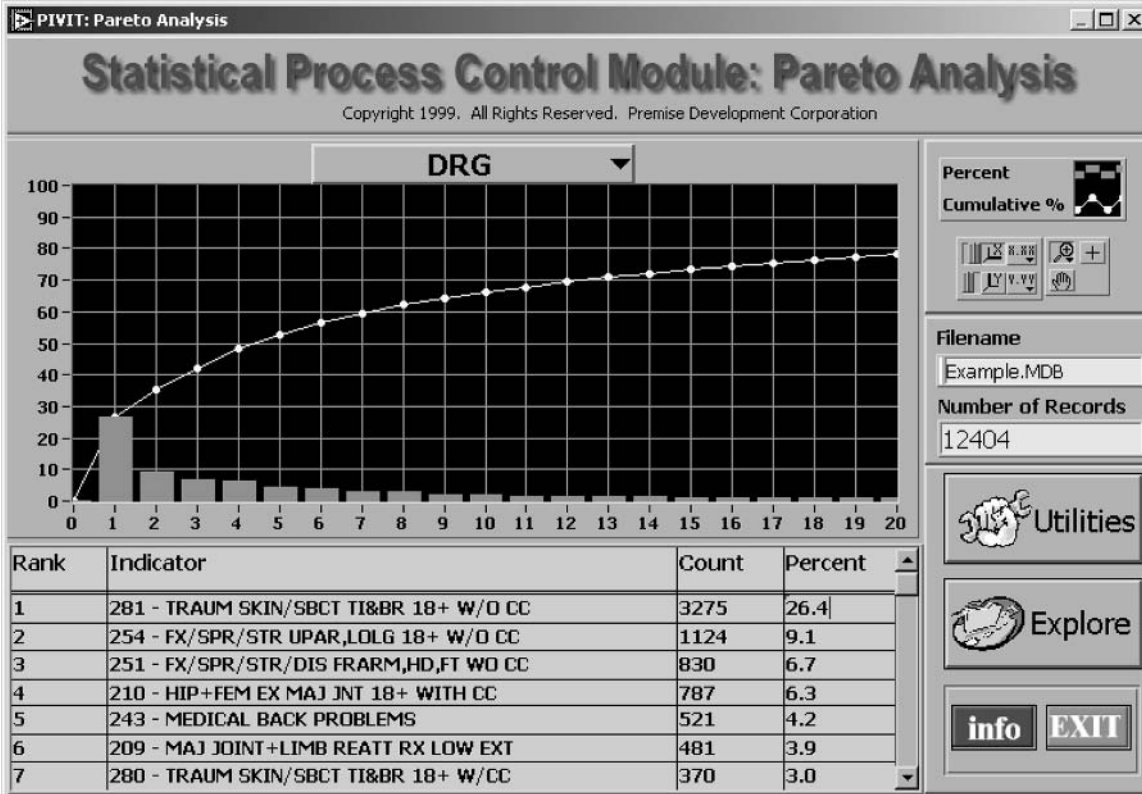 PIVIT: Pareto Analysis
Statistical Process Control Module: Pareto Analysis
Copyright 1999. All Rights Reserved. Premise Development Corporation
DRG
100
90
80
70
60
50
40
30
20
10
0
0 1 2 3 4 5 6 7 8 9 10 11 12 13 14 15 16 17 18 19 20
Percent
Cumulative %
X X.XX
Y Y.YY
Filename
Example.MDB
Number of Records
12404
Utilities
Explore
info EXIT
Rank Indicator Count Percent
1 281 - TRAUM SKIN/SBCT TI&BR 18+ W/O CC 3275 26.4
2 254 - FX/SPR/STR UPAR,LOLG 18+ W/O CC 1124 9.1
3 251 - FX/SPR/STR/DIS FRARM,HD,FT WO CC 830 6.7
4 210 - HIP+FEM EX MAJ JNT 18+ WITH CC 787 6.3
5 243 - MEDICAL BACK PROBLEMS 521 4.2
6 209 - MAJ JOINT+LIMB REATT RX LOW EXT 481 3.9
7 280 - TRAUM SKIN/SBCT TI&BR 18+ W/CC 370 3.0